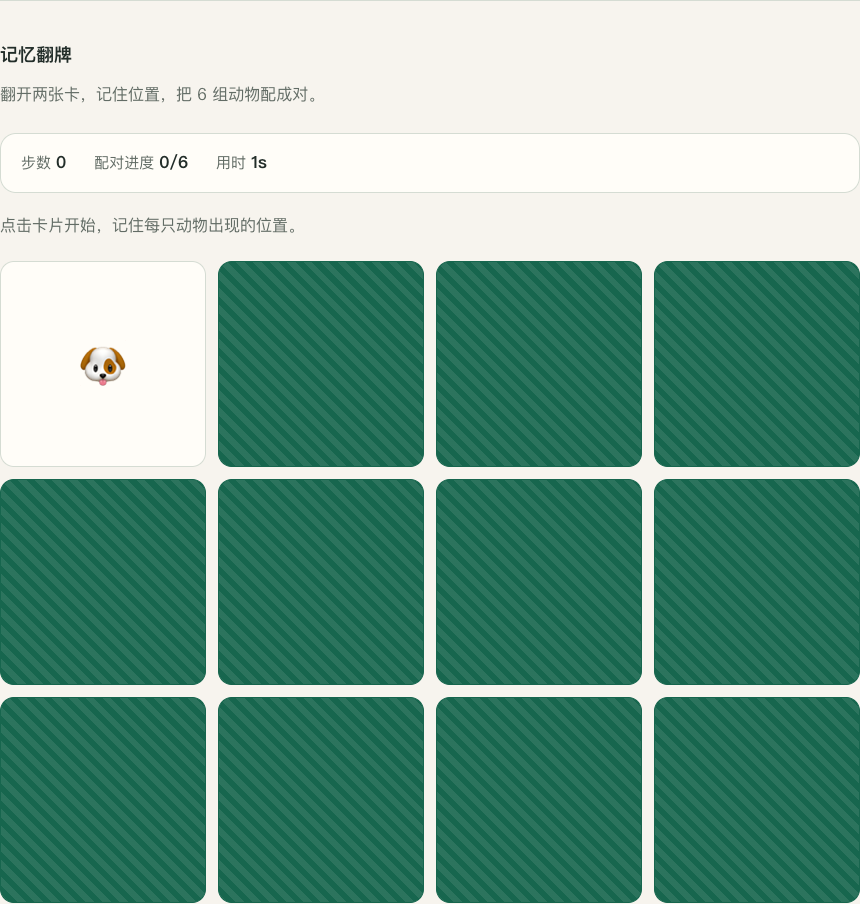 记忆翻牌
翻开两张卡，记住位置，把 6 组动物配成对。
步数 0 配对进度 0/6 用时 1s
点击卡片开始，记住每只动物出现的位置。